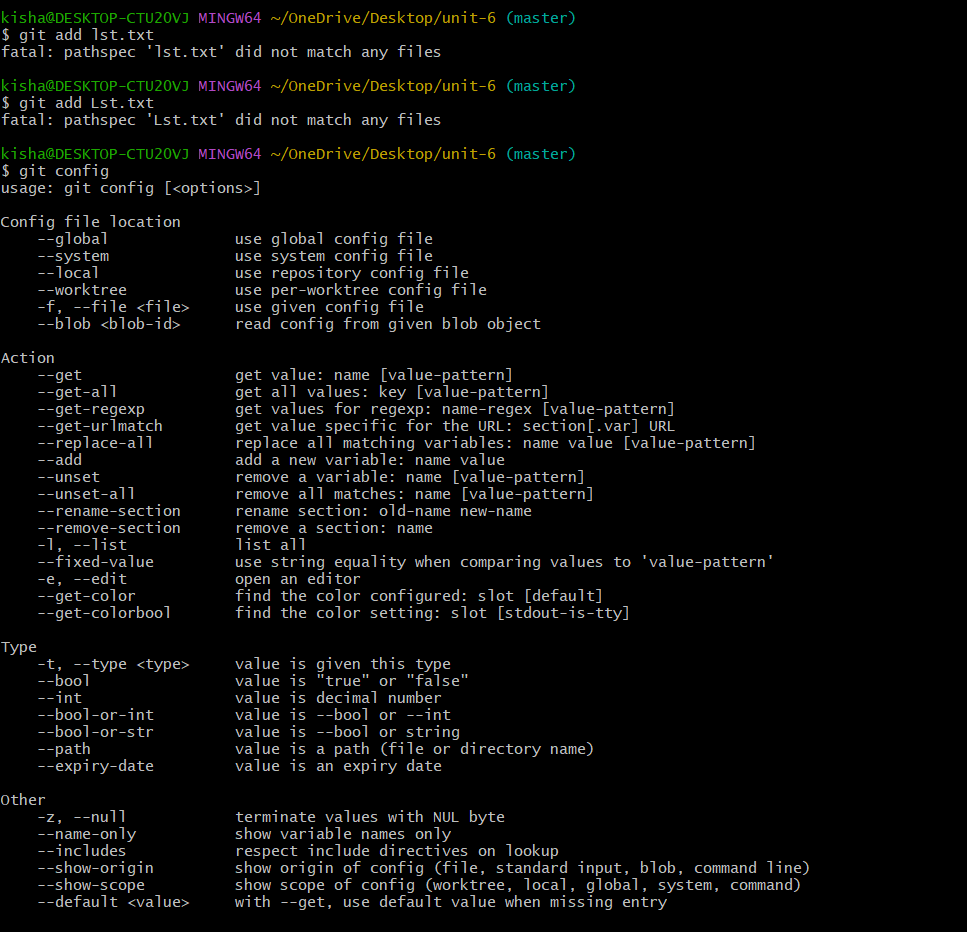 kisha@DESKTOP-CTU2OVJ MINGW64 ~/OneDrive/Desktop/unit-6 (master)
$ git add lst.txt
fatal: pathspec 'lst.txt' did not match any files

kisha@DESKTOP-CTU2OVJ MINGW64 ~/OneDrive/Desktop/unit-6 (master)
$ git add Lst.txt
fatal: pathspec 'Lst.txt' did not match any files

kisha@DESKTOP-CTU2OVJ MINGW64 ~/OneDrive/Desktop/unit-6 (master)
$ git config
usage: git config [<options>]

Config file location
    --global              use global config file
    --system              use system config file
    --local               use repository config file
    --worktree            use per-worktree config file
    -f, --file <file>     use given config file
    --blob <blob-id>      read config from given blob object

Action
    --get                 get value: name [value-pattern]
    --get-all             get all values: key [value-pattern]
    --get-regexp          get values for regexp: name-regex [value-pattern]
    --get-urlmatch        get value specific for the URL: section[.var] URL
    --replace-all         replace all matching variables: name value [value-pattern]
    --add                 add a new variable: name value
    --unset               remove a variable: name [value-pattern]
    --unset-all           remove all matches: name [value-pattern]
    --rename-section      rename section: old-name new-name
    --remove-section      remove a section: name
    -l, --list            list all
    --fixed-value         use string equality when comparing values to 'value-pattern'
    -e, --edit            open an editor
    --get-color           find the color configured: slot [default]
    --get-colorbool       find the color setting: slot [stdout-is-tty]

Type
    -t, --type <type>     value is given this type
    --bool                value is "true" or "false"
    --int                 value is decimal number
    --bool-or-int         value is --bool or --int
    --bool-or-str         value is --bool or string
    --path                value is a path (file or directory name)
    --expiry-date         value is an expiry date

Other
    -z, --null            terminate values with NUL byte
    --name-only           show variable names only
    --includes            respect include directives on lookup
    --show-origin         show origin of config (file, standard input, blob, command line)
    --show-scope          show scope of config (worktree, local, global, system, command)
    --default <value>     with --get, use default value when missing entry